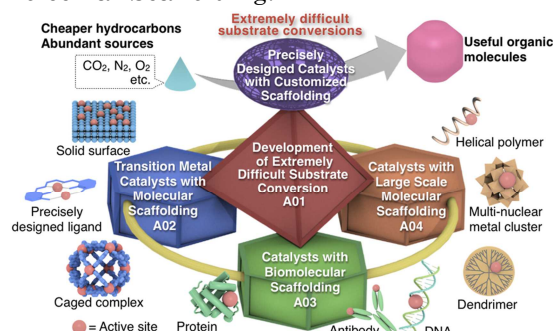 Extremely difficult
substrate conversions
Cheaper hydrocarbons
Abundant sources
CO2, N2, O2
etc.
Precisely
Designed Catalysts
with Customized
Scaffolding
Useful organic
molecules
Solid surface
Helical polymer
Development
of Extremely
Difficult Substrate
Conversion
A01
Transition Metal
Catalysts with
Molecular
Scaffolding
A02
Catalysts with
Large Scale
Molecular
Scaffolding
A04
Precisely
designed ligand
Multi-nuclear
metal cluster
Catalysts with
Biomolecular
Scaffolding
A03
Caged complex
Dendrimer
= Active site
Protein
Antibody
DNA